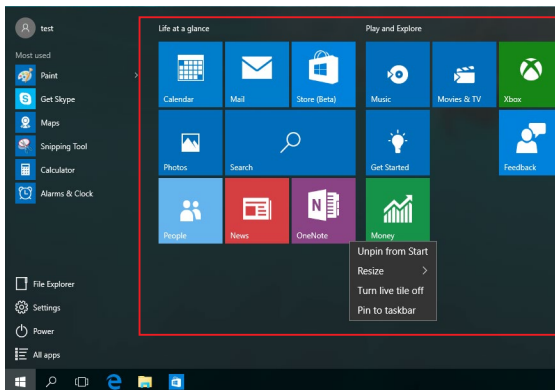 test
Most used
Paint
Get Skype
Maps
Snipping Tool
Calculator
Alarms & Clock
File Explorer
Settings
Power
All apps
Life at a glance
Play and Explore
Calendar
Mail
Store (Beta)
Music
Movies & TV
Xbox
Photos
Search
Get Started
Feedback
People
News
OneNote
Money
Unpin from Start
Resize
Turn live tile off
Pin to taskbar